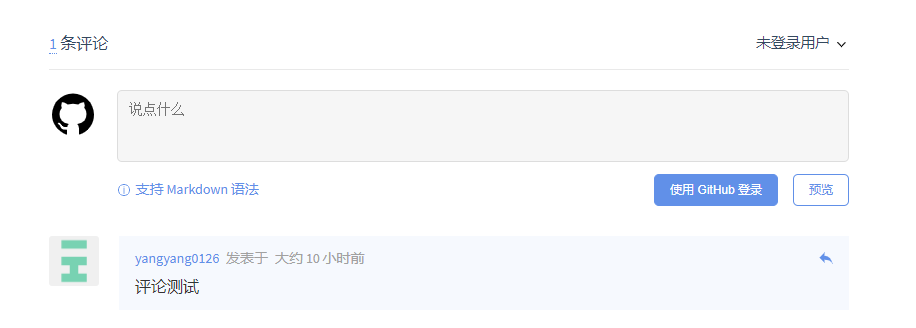 1 条评论
未登录用户
说点什么
支持 Markdown 语法
使用 GitHub 登录
预览
yangyang0126 发表于 大约 10 小时前
评论测试